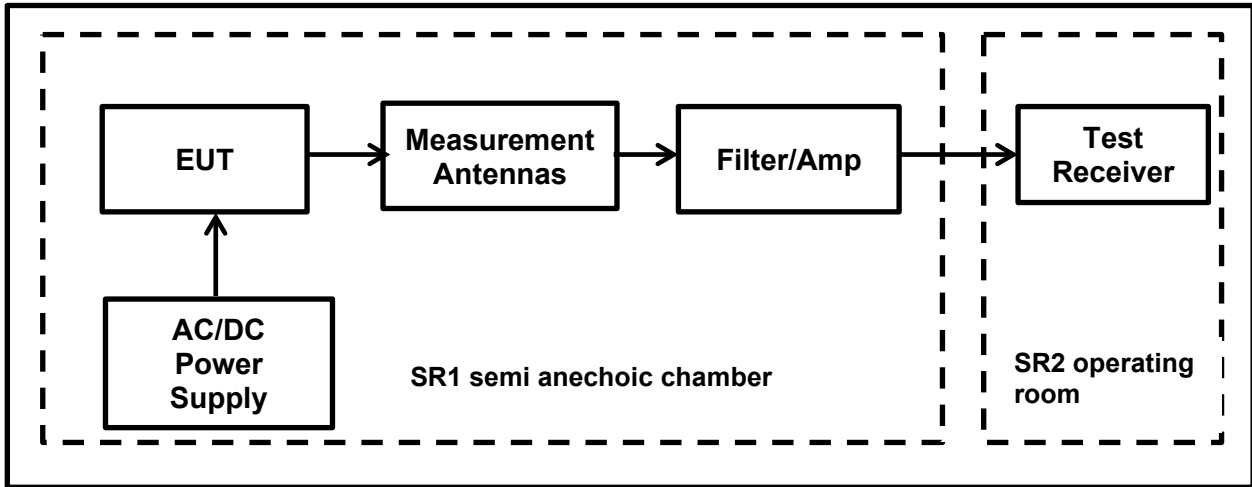 EUT
Measurement
Antennas
Filter/Amp
Test
Receiver
AC/DC
Power
Supply
SR1 semi anechoic chamber
SR2 operating
room